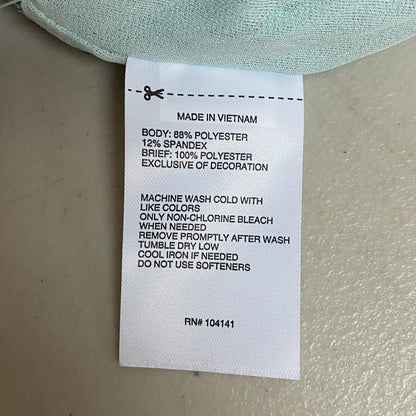 MADE IN VIETNAM
BODY: 88% POLYESTER
12% SPANDEX
BRIEF: 100% POLYESTER
EXCLUSIVE OF DECORATION
MACHINE WASH COLD WITH
LIKE COLORS
ONLY NON-CHLORINE BLEACH
WHEN NEEDED
REMOVE PROMPTLY AFTER WASH
TUMBLE DRY LOW
COOL IRON IF NEEDED
DO NOT USE SOFTENERS
RN# 104141